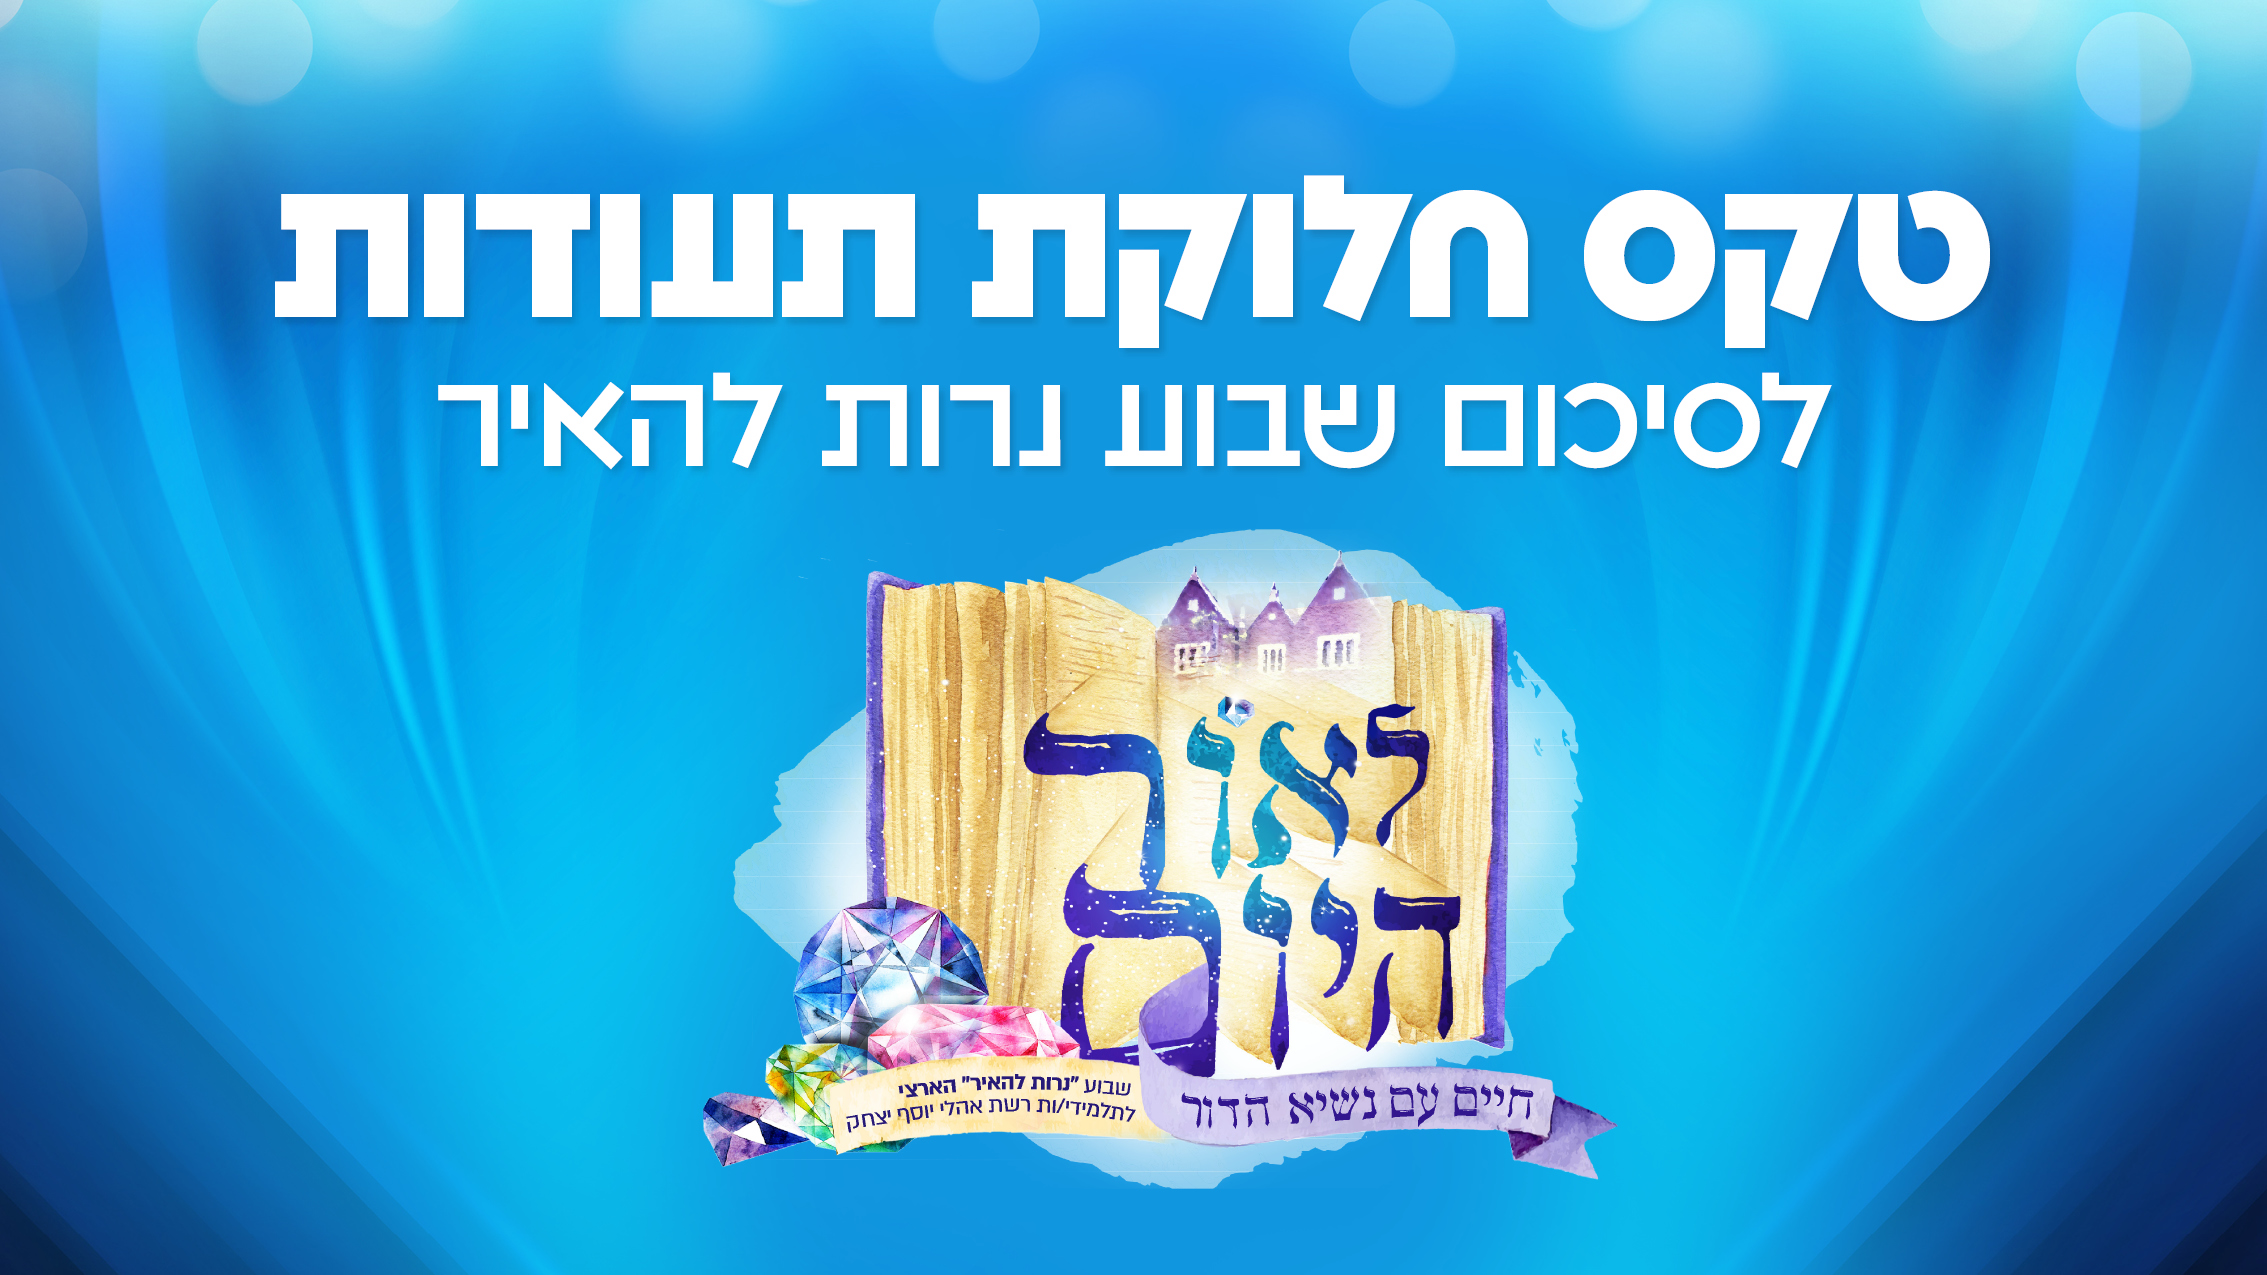 טקס חלוקת תעודות
לסיכום שבוע נרות להאיר
לאור
היום
חיים עם נשיא הדור
שבוע "נרות להאיר" הארצי
לתלמידי/ות רשת אהלי יוסף יצחק